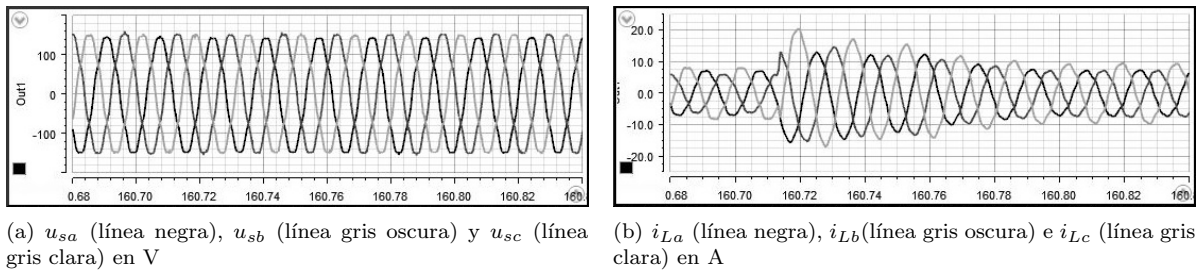 100
0
-100
Out1
0.68 160.70 160.72 160.74 160.76 160.78 160.80 160.82
20.0
10.0
0.0
-10.0
-20.0
0.68 160.70 160.72 160.74 160.76 160.78 160.80 160.82
(a) u_sa (línea negra), u_sb (línea gris oscura) y u_sc (línea
gris clara) en V
(b) i_La (línea negra), i_Lb(línea gris oscura) e i_Lc (línea gris
clara) en A